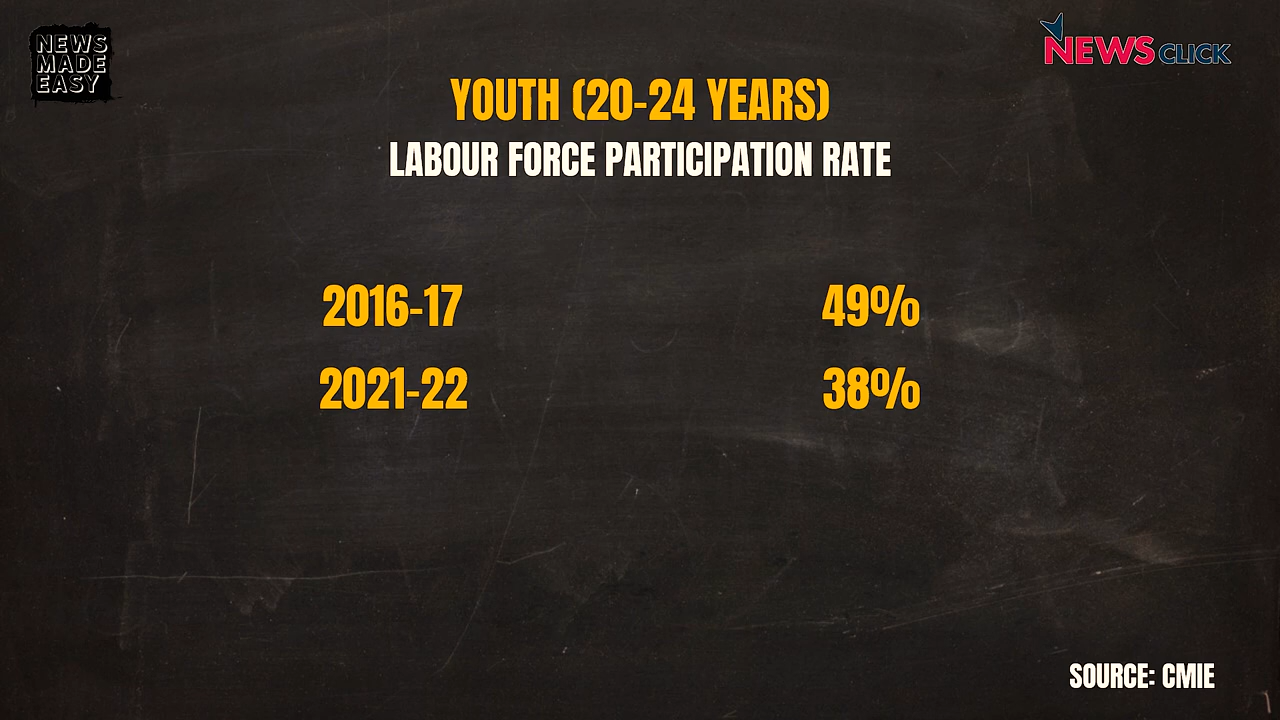 NEWS
MADE
EASY
NEWSCLICK
YOUTH (20-24 YEARS)
LABOUR FORCE PARTICIPATION RATE
2016-17 49%
2021-22 38%
SOURCE: CMIE